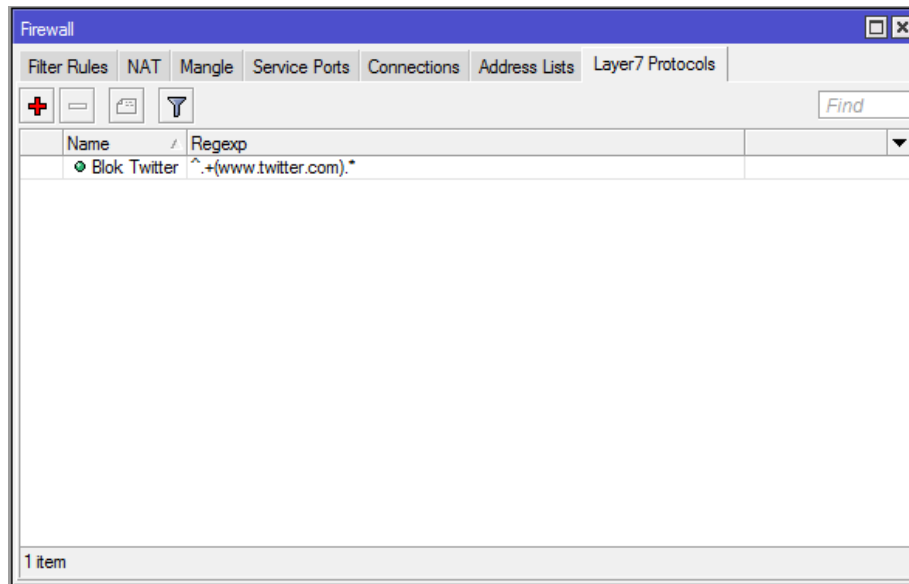 Firewall
Filter Rules NAT Mangle Service Ports Connections Address Lists Layer7 Protocols
Find
Name Regexp
Blok Twitter ^.+(www.twitter.com).*
1 item